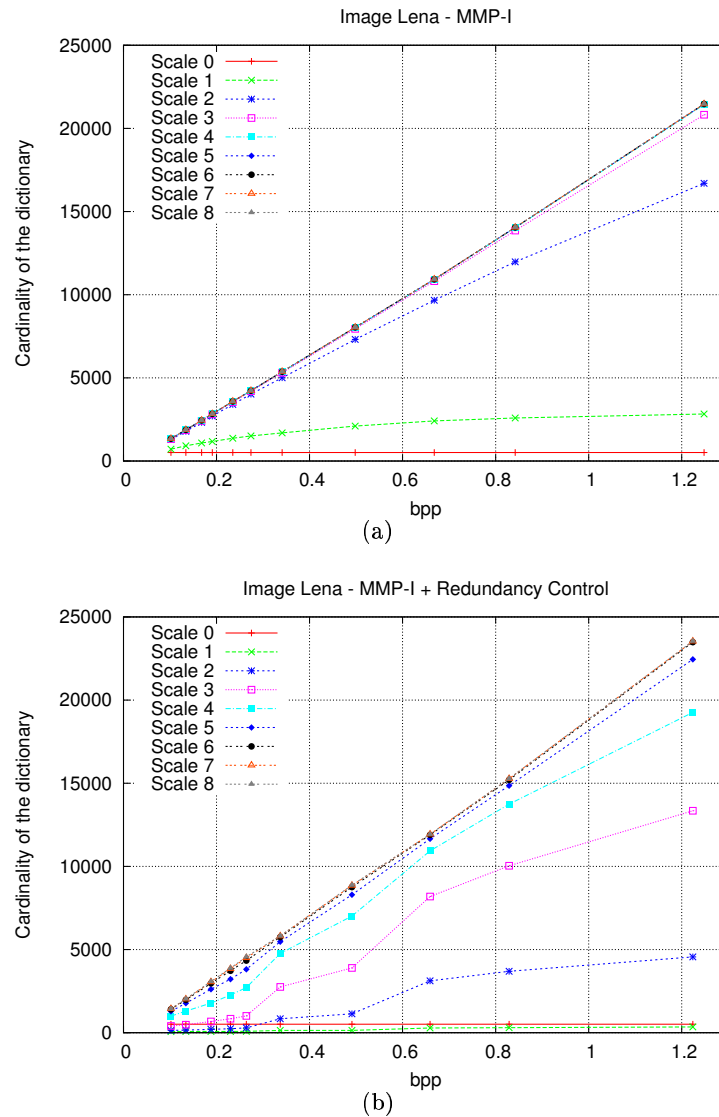 Image Lena - MMP-I
25000
20000
15000
10000
5000
0
Cardinality of the dictionary
Scale 0
Scale 1
Scale 2
Scale 3
Scale 4
Scale 5
Scale 6
Scale 7
Scale 8
0 0.2 0.4 0.6 0.8 1 1.2
bpp
(a)
Image Lena - MMP-I + Redundancy Control
25000
20000
15000
10000
5000
0
Cardinality of the dictionary
Scale 0
Scale 1
Scale 2
Scale 3
Scale 4
Scale 5
Scale 6
Scale 7
Scale 8
0 0.2 0.4 0.6 0.8 1 1.2
bpp
(b)